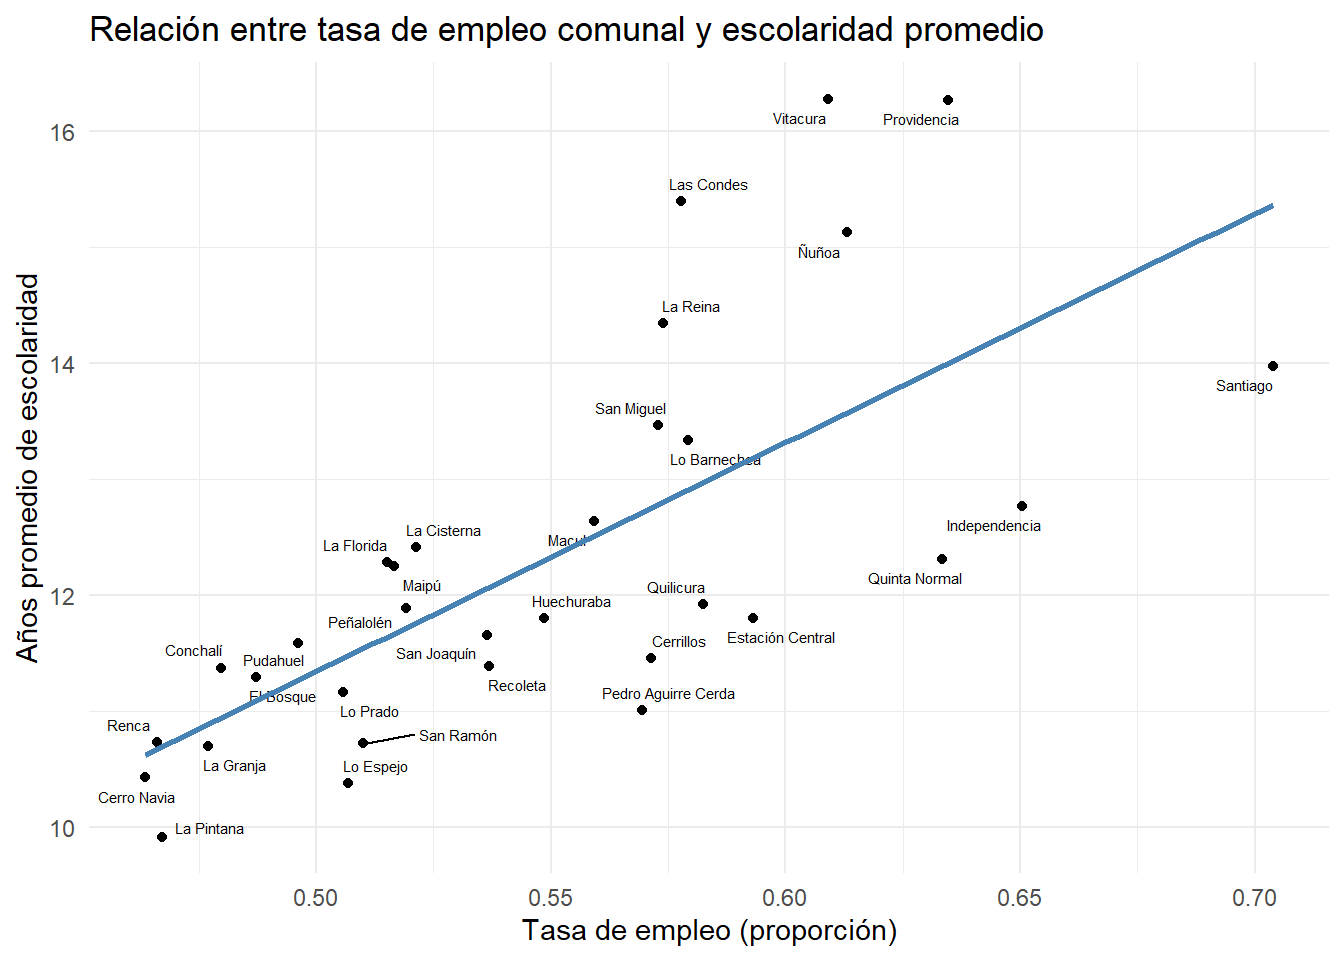 Relación entre tasa de empleo comunal y escolaridad promedio
Años promedio de escolaridad
16
14
12
10
Vitacura
Providencia
Las Condes
Ñuñoa
La Reina
Santiago
San Miguel
Lo Barnechea
Independencia
La Cisterna
Macul
La Florida
Quinta Normal
Maipú
Quilicura
Huechuraba
Peñalolén
Estación Central
Cerrillos
Conchalí
San Joaquín
Pudahuel
Recoleta
Pedro Aguirre Cerda
El Bosque
Lo Prado
Renca
San Ramón
La Granja
Lo Espejo
Cerro Navia
La Pintana
0.50
0.55
0.60
0.65
0.70
Tasa de empleo (proporción)